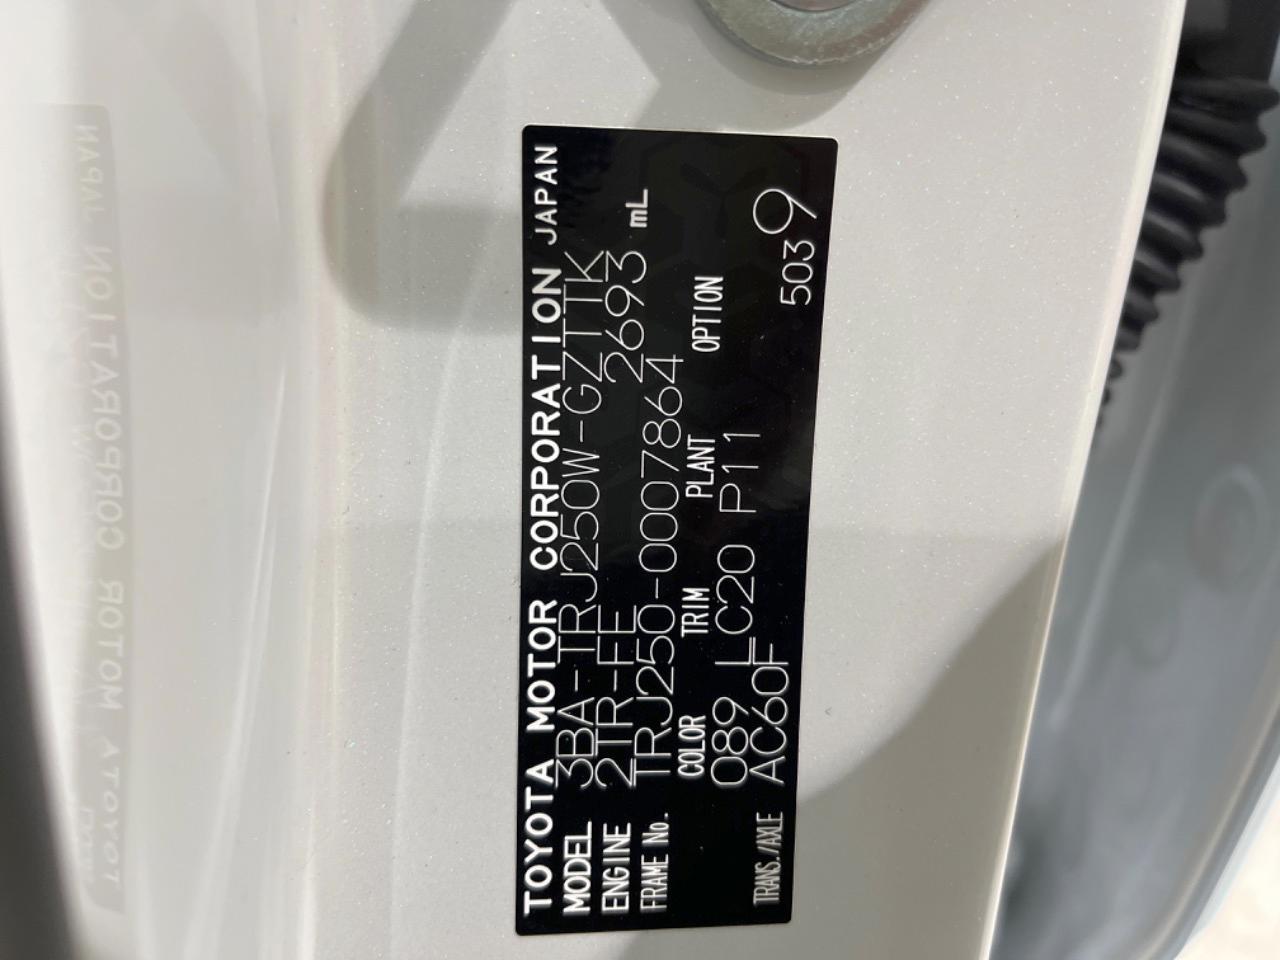 TOYOTA MOTOR CORPORATION JAPAN
MODEL 3BA-TRJ250W-GZTTK
ENGINE 2TR-FE 2693 mL
FRAME No. TRJ250-0007864
COLOR TRIM PLANT OPTION
089 LC20 P11
TRANS./AXLE AC60F 5039